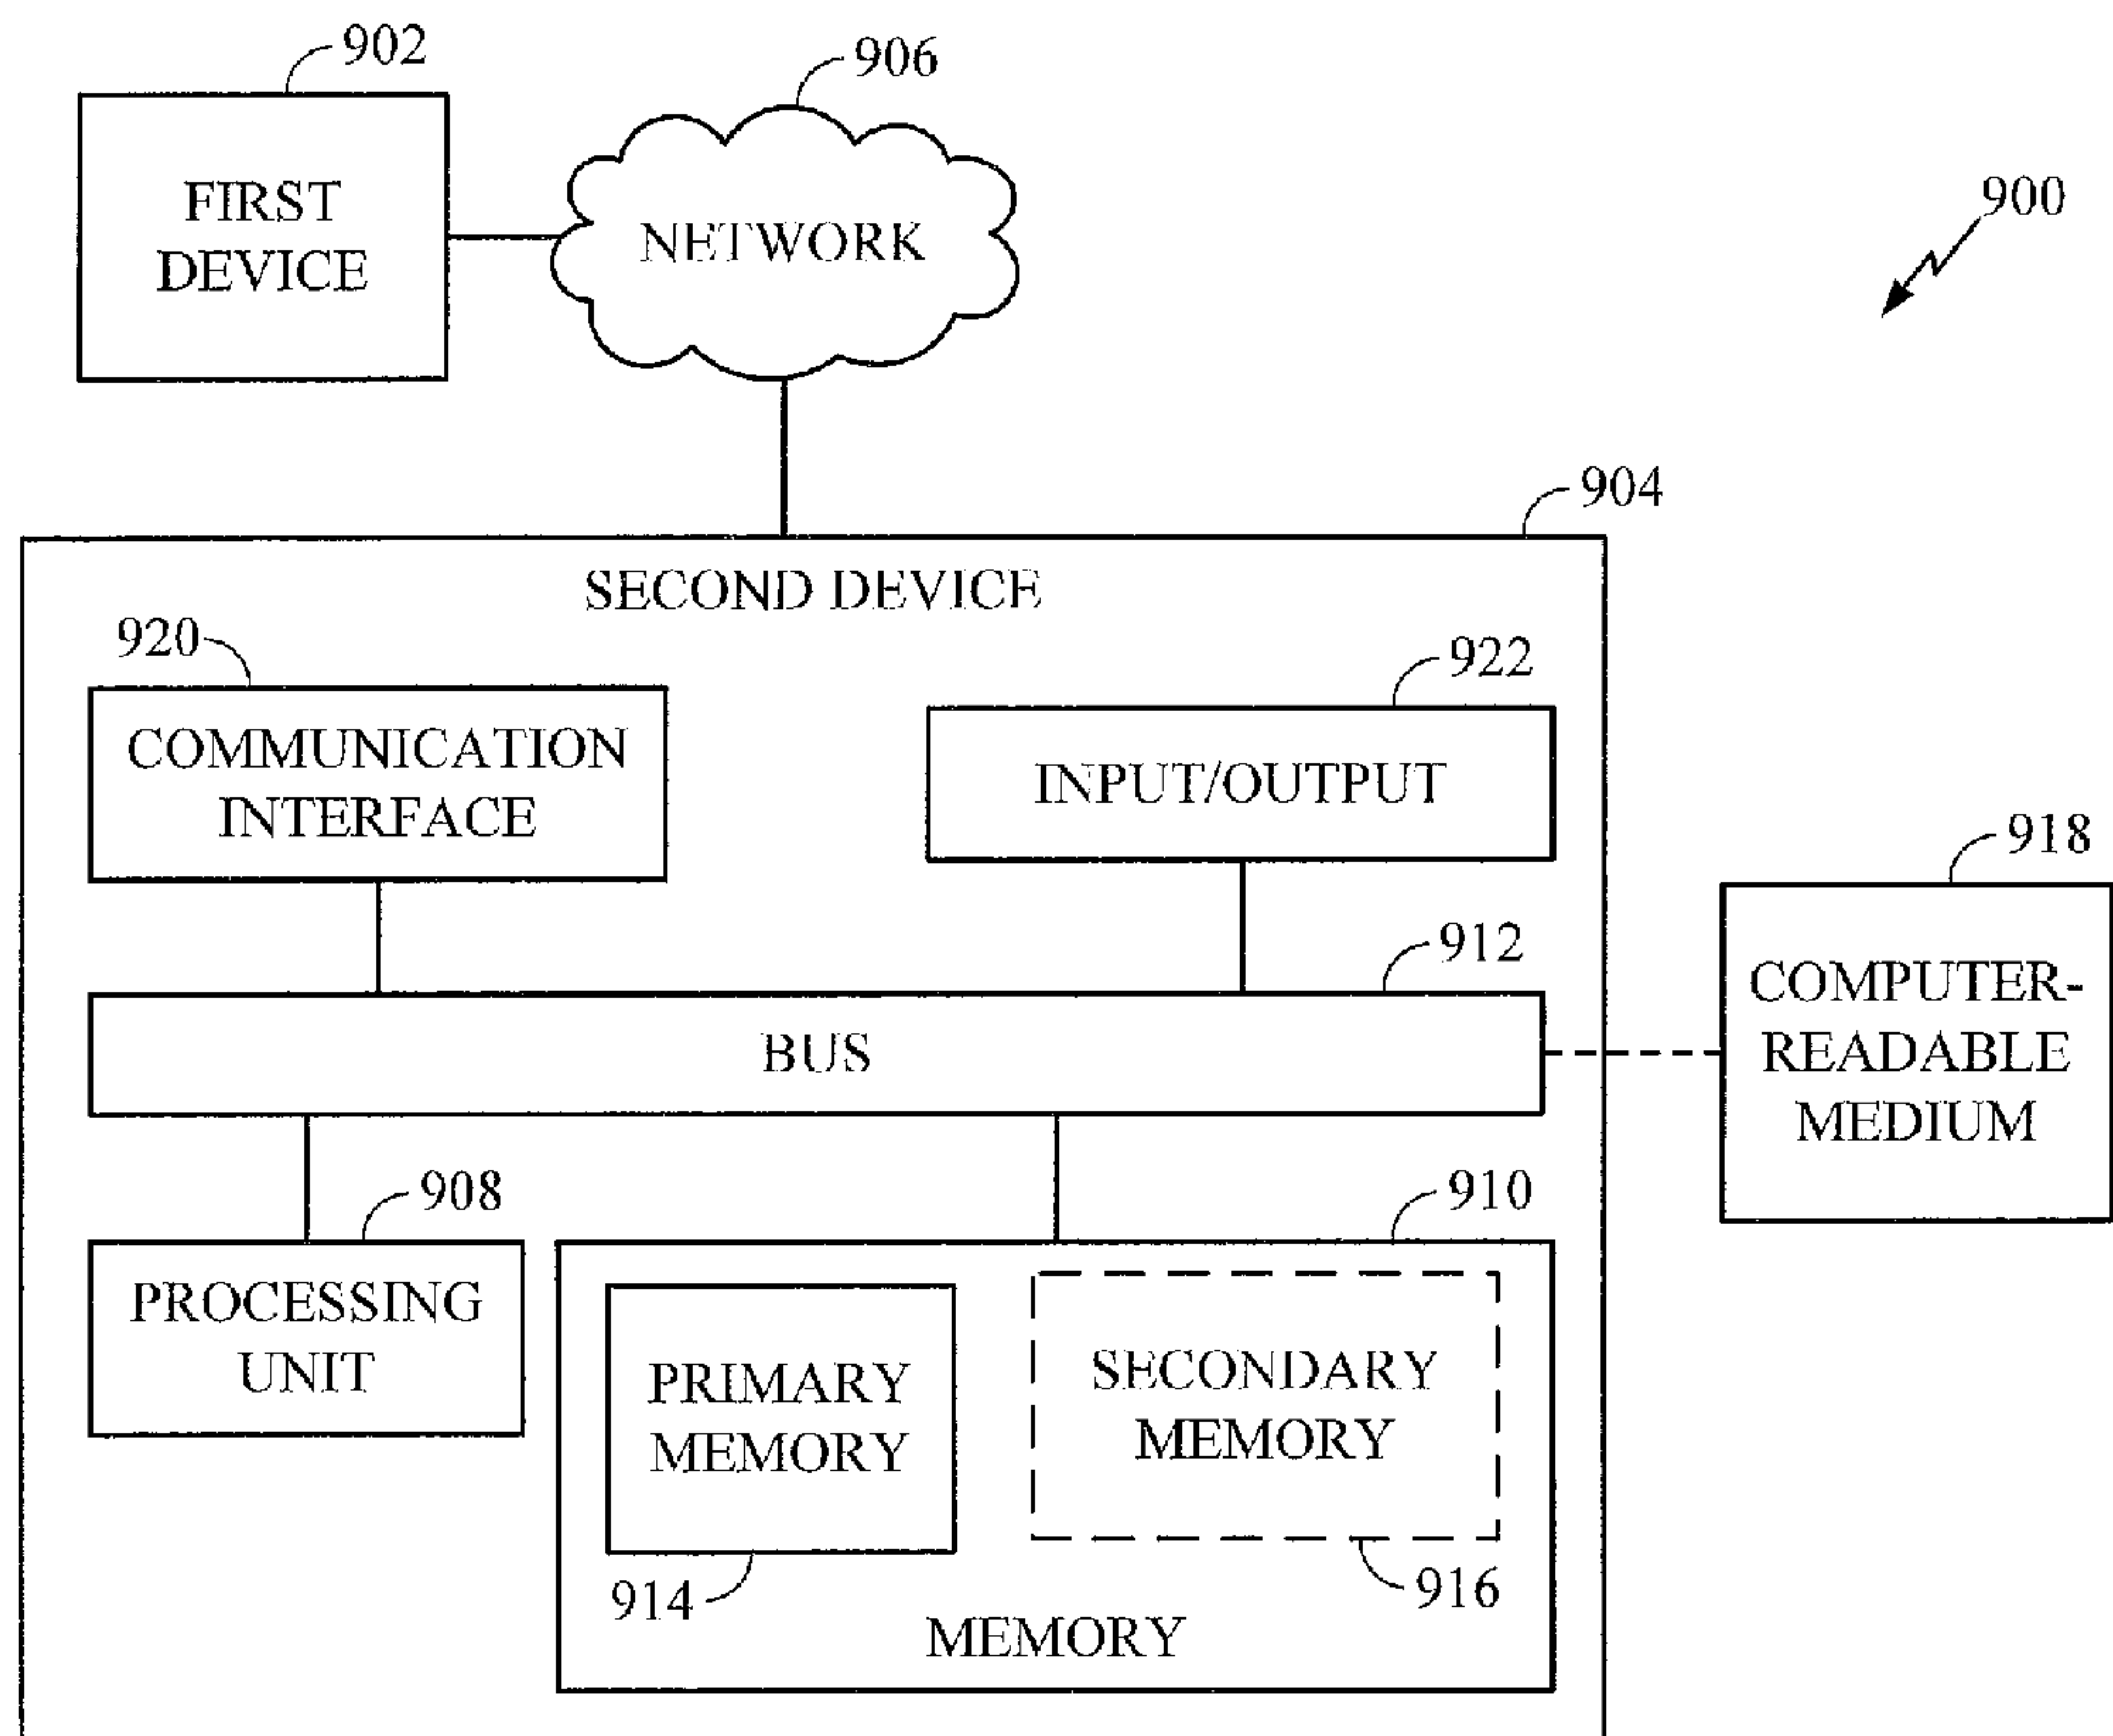 902
906
FIRST
DEVICE
NETWORK
900
904
SECOND DEVICE
920
922
COMMUNICATION
INTERFACE
INPUT/OUTPUT
918
912
COMPUTER-
READABLE
MEDIUM
BUS
908
910
PROCESSING
UNIT
PRIMARY
MEMORY
SECONDARY
MEMORY
914
916
MEMORY